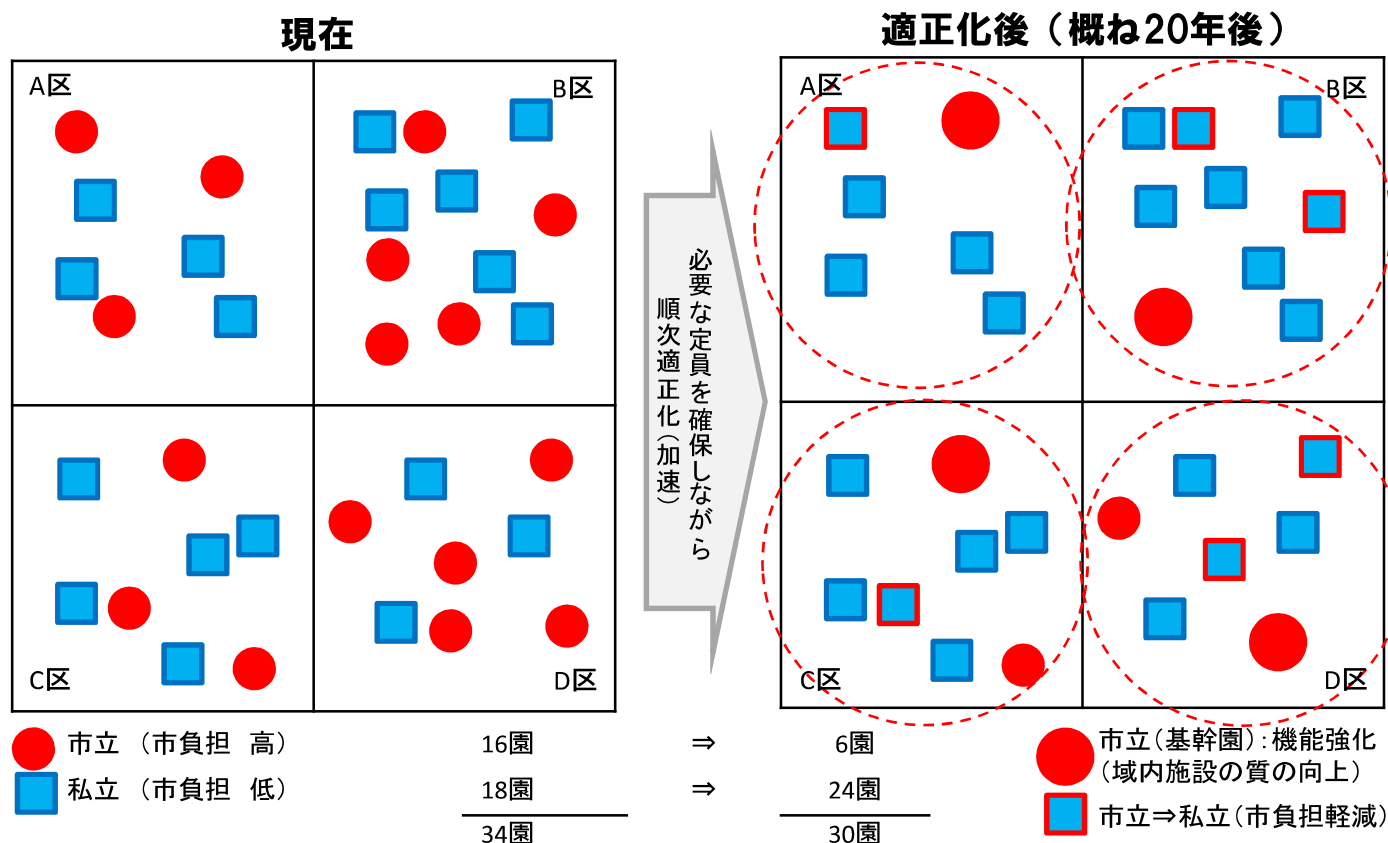 現在
適正化後（概ね20年後）
A区
B区
C区
D区
必要な定員を確保しながら
順次適正化（加速）
A区
B区
C区
D区
市立（市負担　高）
16園
⇒
6園
私立（市負担　低）
18園
⇒
24園
34園
30園
市立（基幹園）：機能強化
（域内施設の質の向上）
市立⇒私立（市負担軽減）